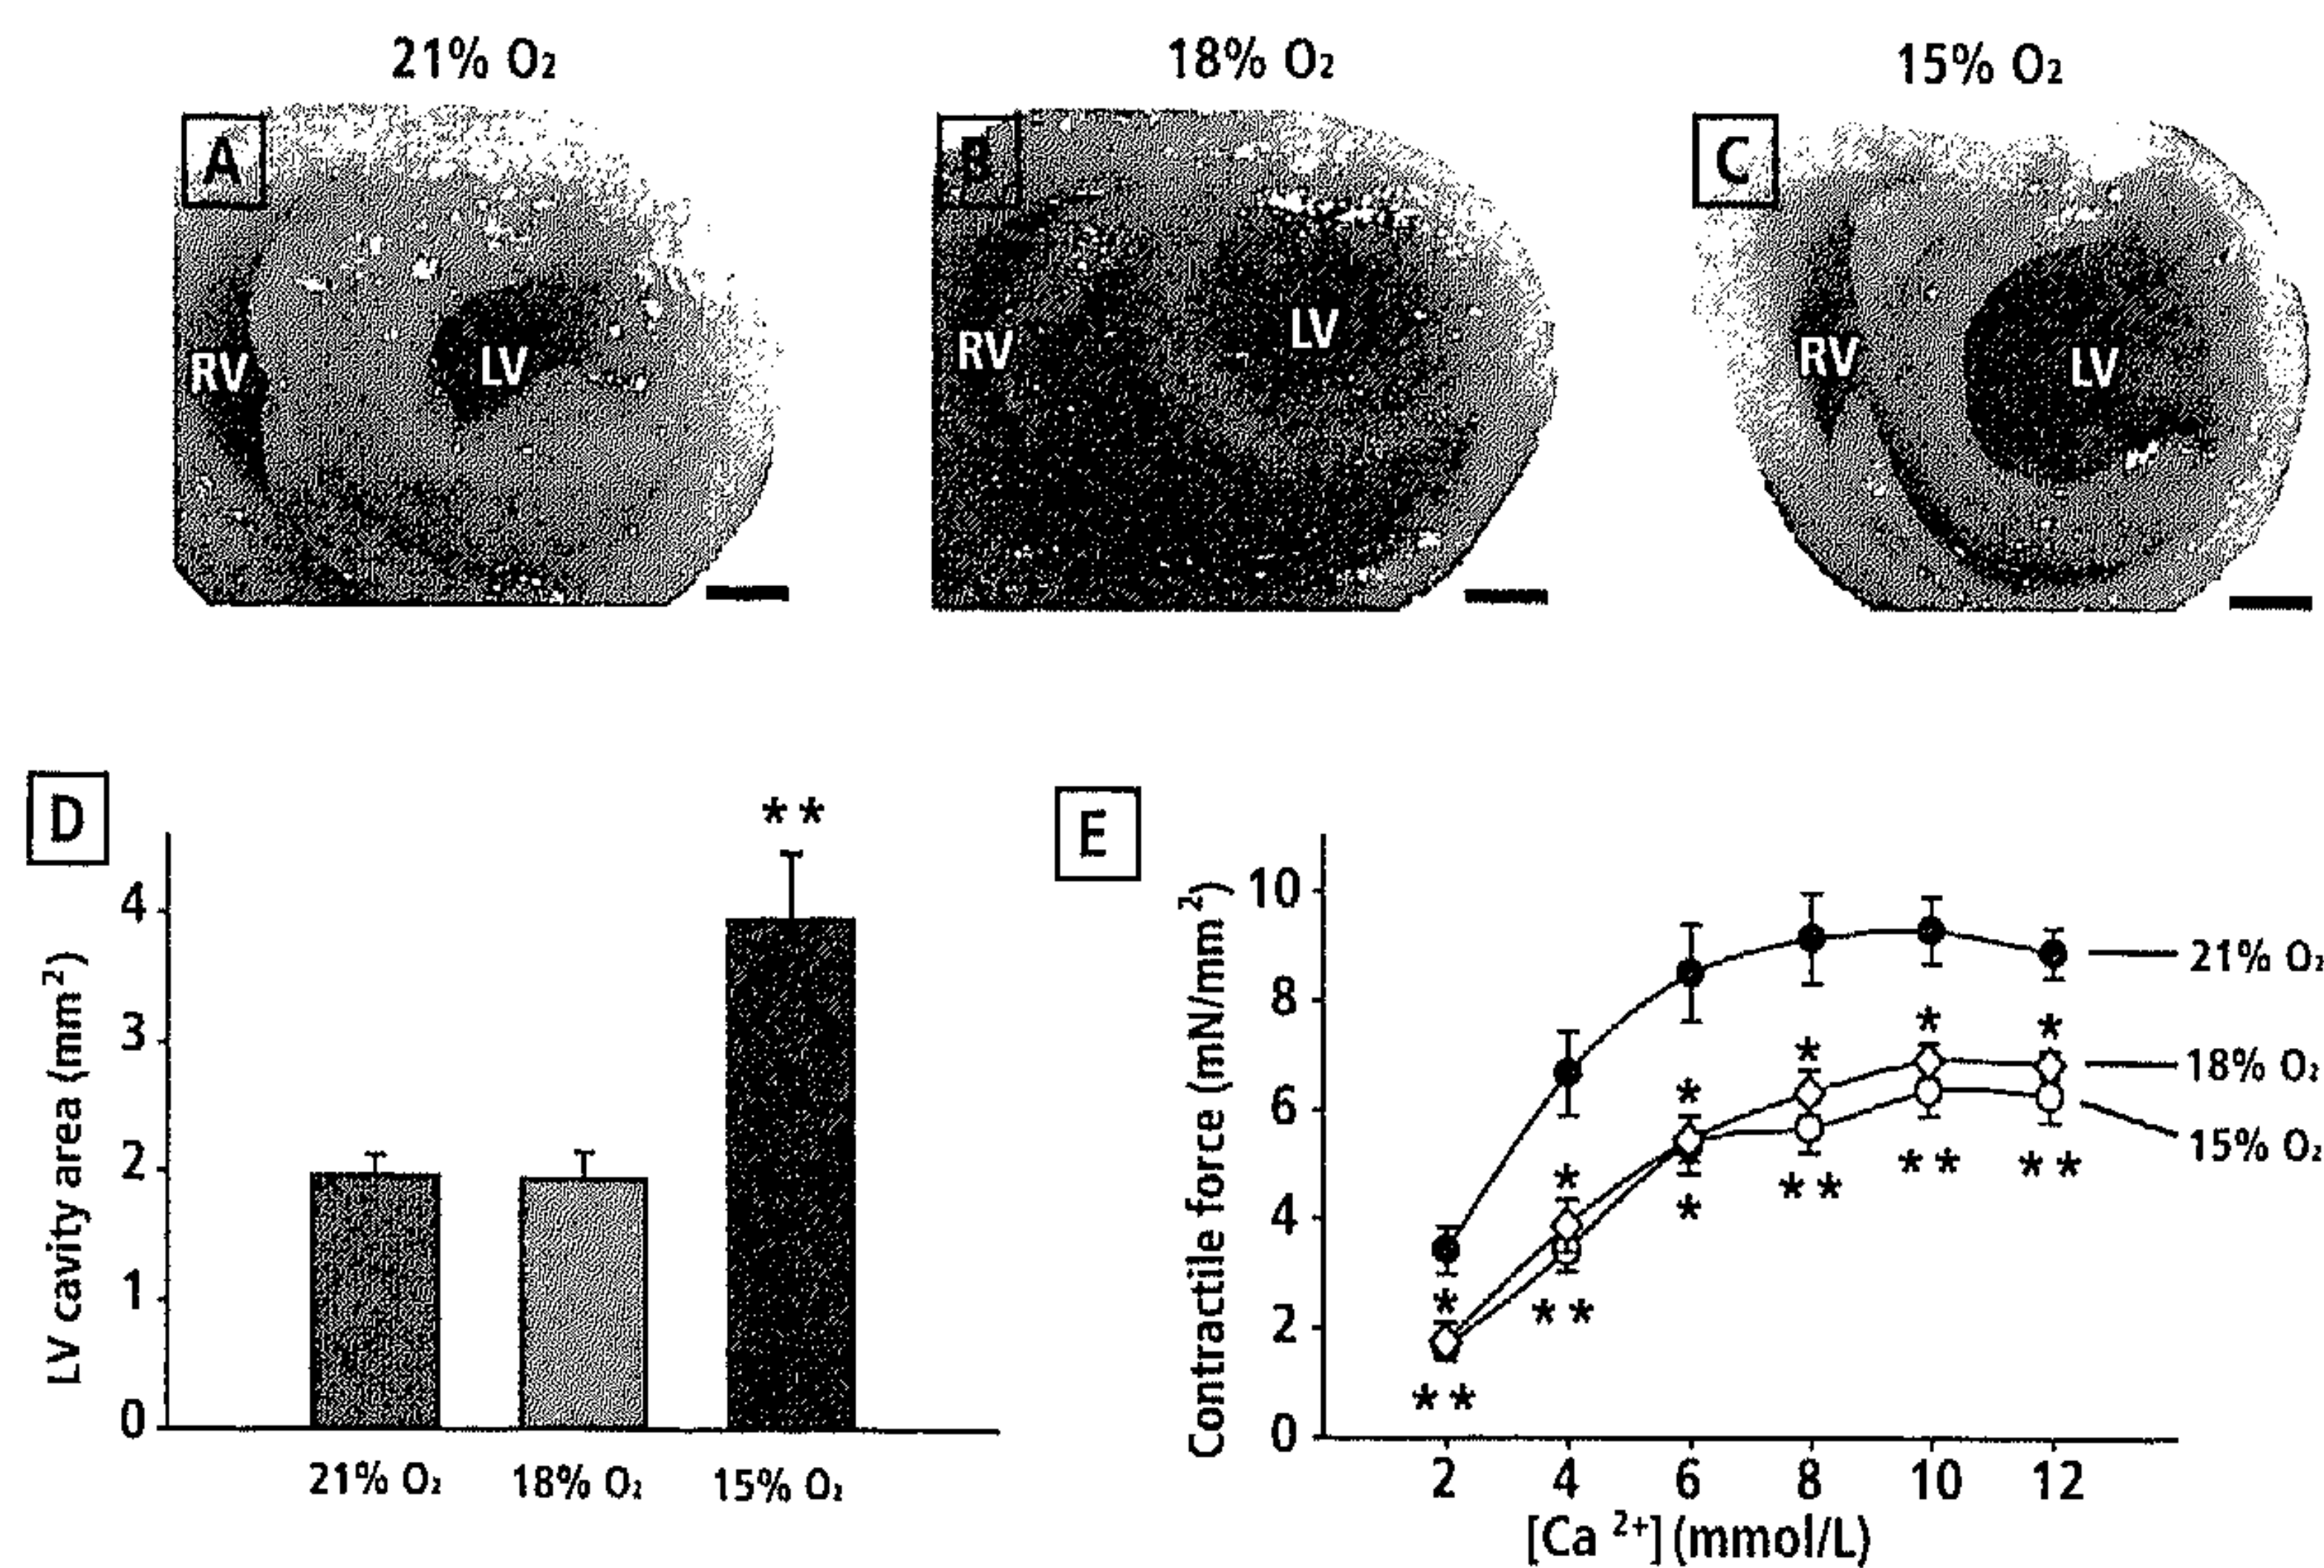 21% O₂
18% O₂
15% O₂
A
B
C
RV
LV
RV
LV
RV
LV
D
E
**
LV cavity area (mm²)
4
3
2
1
0
21% O₂
18% O₂
15% O₂
Contractile force (mN/mm²)
10
8
6
4
2
0
21% O₂
18% O₂
15% O₂
*
*
*
*
*
*
**
**
*
**
**
**
2
4
6
8
10
12
[Ca ²⁺] (mmol/L)